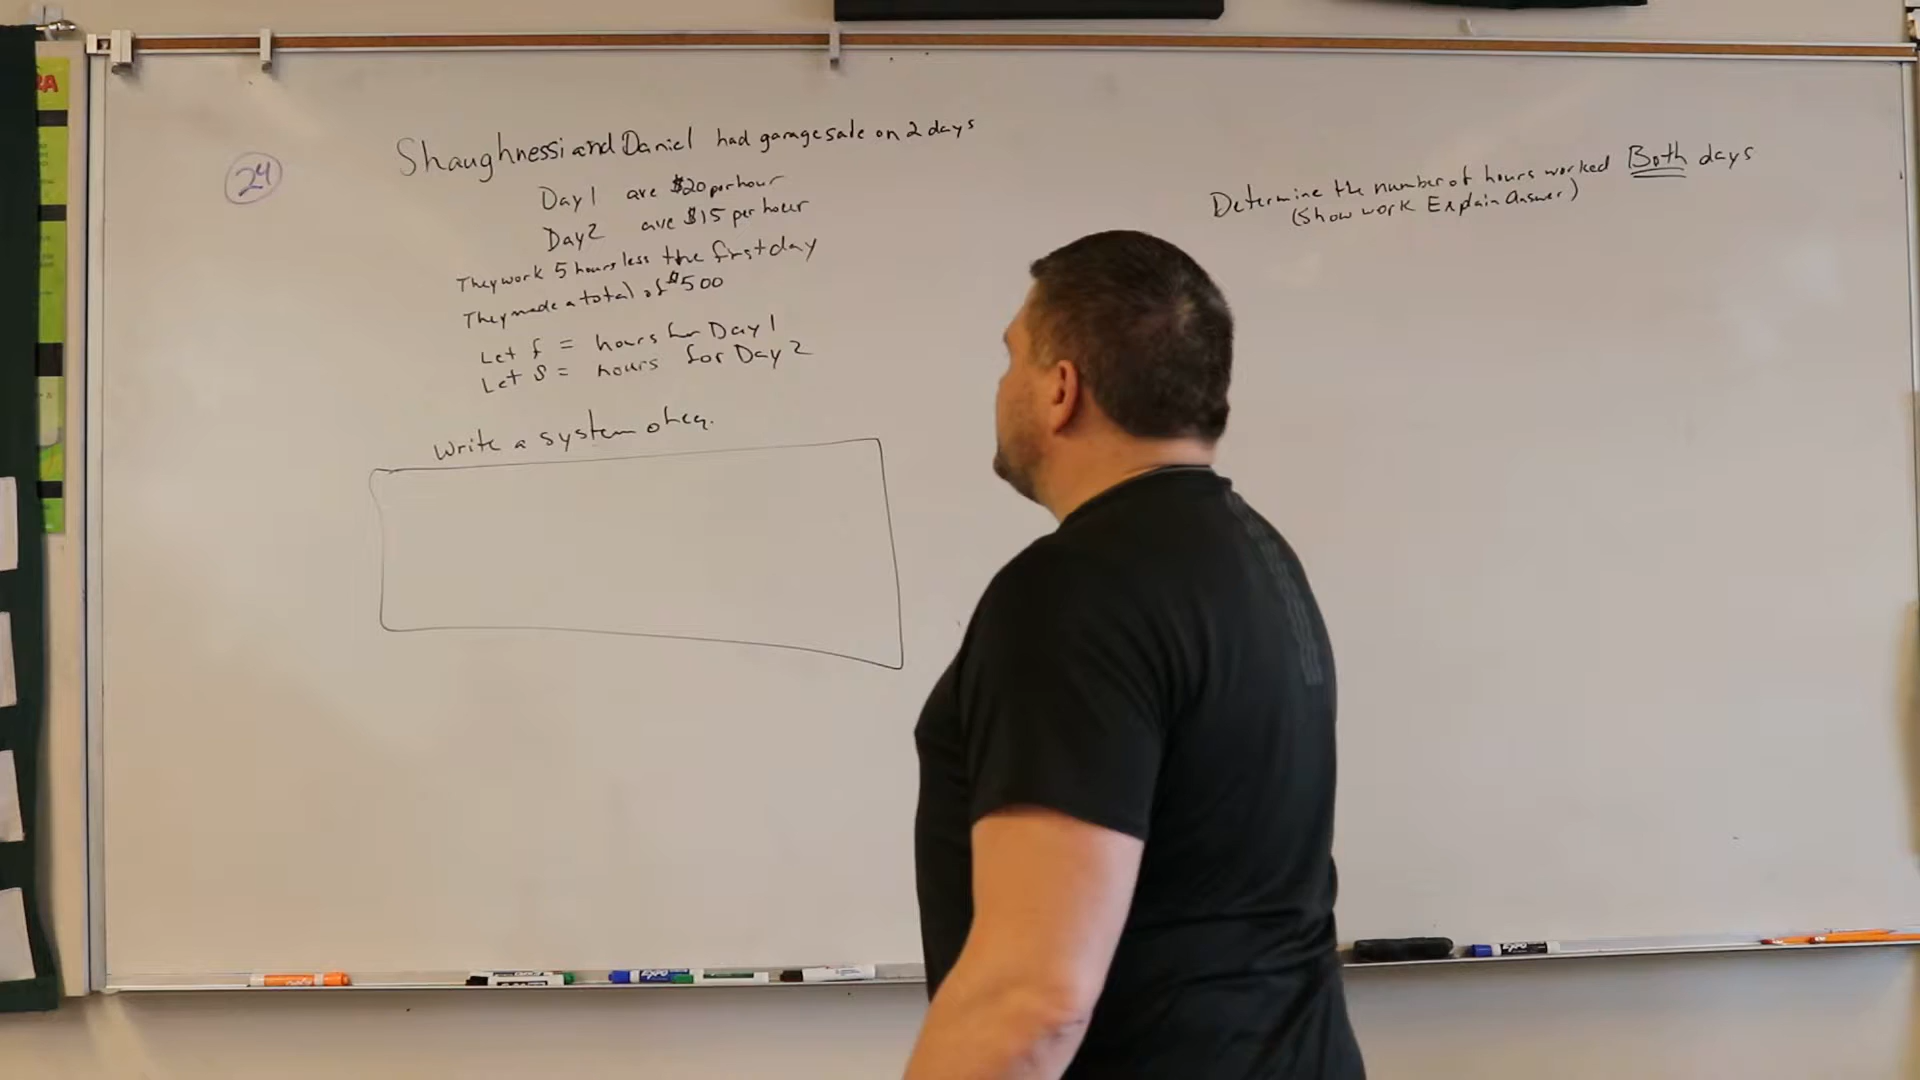 24
Shaughnessi and Daniel had garage sale on 2 days
Day 1 ave $20 per hour
Day 2 ave $15 per hour
They work 5 hours less the first day
They made a total of $500
Let f = hours for Day 1
Let S = hours for Day 2
Write a system of eq.
Determine the number of hours worked Both days
(Show work Explain Answer)
EXPO